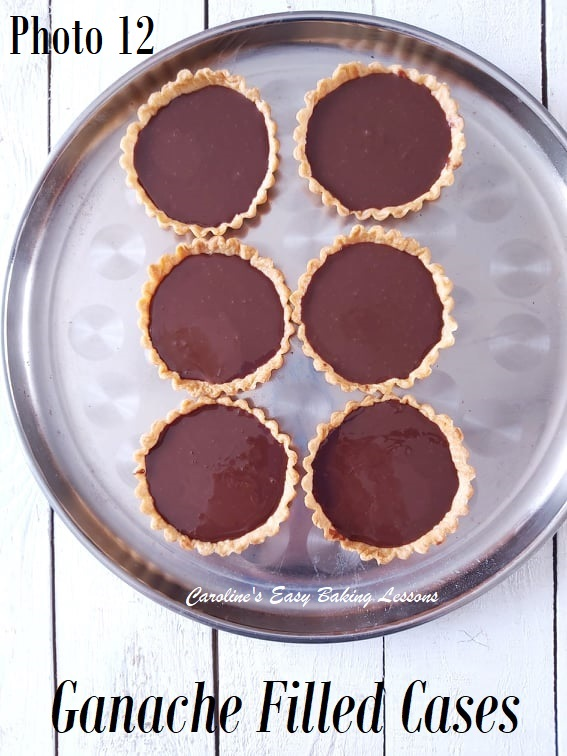 Photo 12
Caroline's Easy Baking Lessons
Ganache Filled Cases